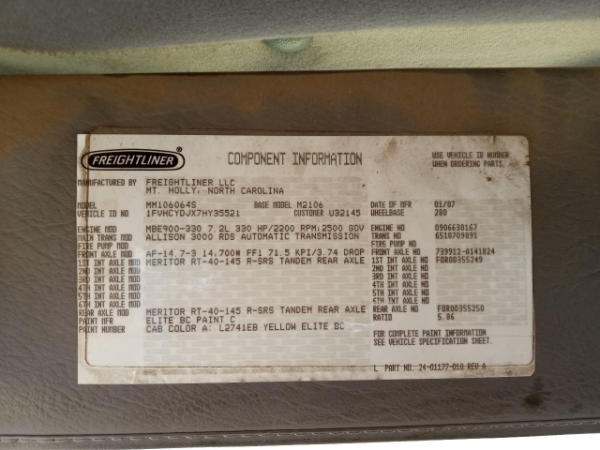 FREIGHTLINER
COMPONENT INFORMATION
USE VEHICLE ID NUMBER
WHEN ORDERING PARTS.
MANUFACTURED BY FREIGHTLINER LLC
MT. HOLLY, NORTH CAROLINA
MODEL MM106064S BASE MODEL M2106 DATE OF MFR 01/07
VEHICLE ID NO 1FVHCYDJX7HY35521 CUSTOMER U32145 WHEELBASE 280
ENGINE MOD MBE900-330 7.2L 330 HP/2200 RPM;2500 GOV ENGINE NO
MAIN TRANS MOD ALLISON 3000 RDS AUTOMATIC TRANSMISSION TRANS NO 6510709891
FIRE PUMP MOD FIRE PUMP NO
FRONT AXLE MOD AF-14.7-3 14,700# FF1 71.5 KPI/3.74 DROP FRONT AXLE NO 739912-A141824
1ST INT AXLE MOD MERITOR RT-40-145 R-SRS TANDEM REAR AXLE 1ST INT AXLE NO FOR00355249
2ND INT AXLE MOD 2ND INT AXLE NO
3RD INT AXLE MOD 3RD INT AXLE NO
4TH INT AXLE MOD 4TH INT AXLE NO
5TH INT AXLE MOD 5TH INT AXLE NO
6TH INT AXLE MOD 6TH INT AXLE NO
REAR AXLE MOD MERITOR RT-40-145 R-SRS TANDEM REAR AXLE REAR AXLE NO FOR00355250
PAINT MFR ELITE BC PAINT C RATIO 5.86
PAINT NUMBER CAB COLOR A: L2741EB YELLOW ELITE BC
FOR COMPLETE PAINT INFORMATION
SEE VEHICLE SPECIFICATION SHEET.
L PART NO. 24-01177-010 REV A